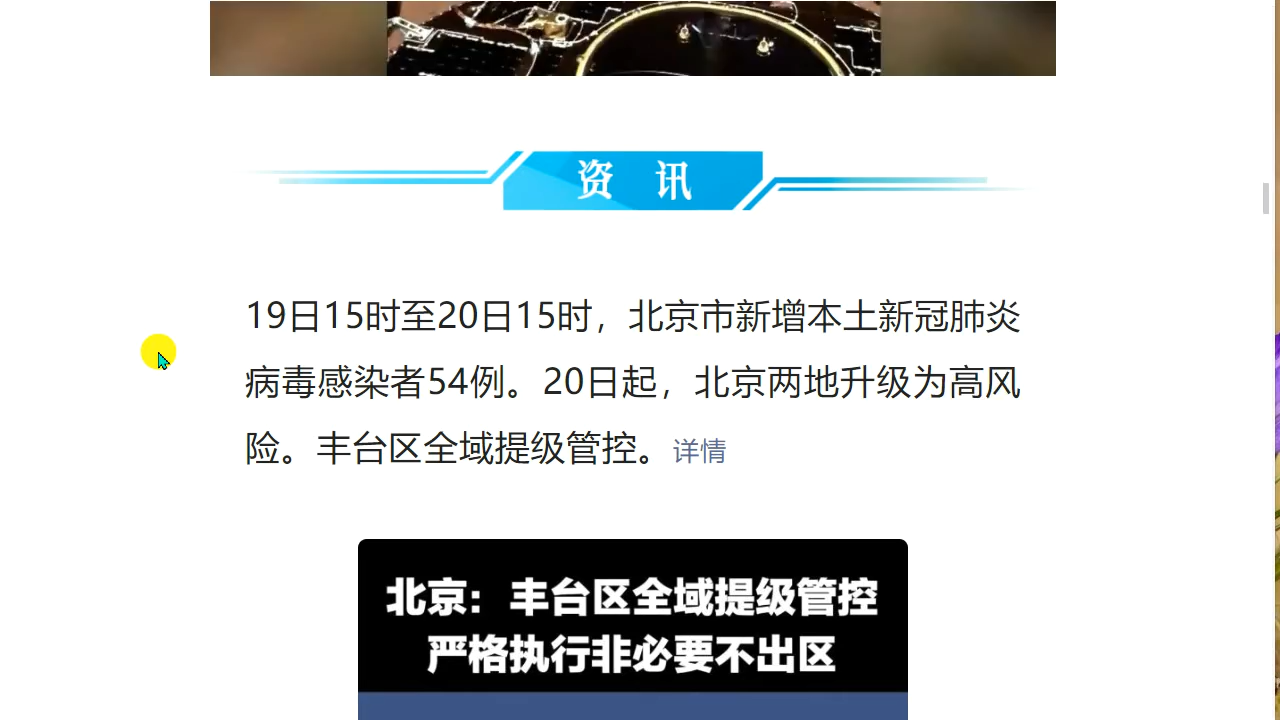 资 讯
19日15时至20日15时，北京市新增本土新冠肺炎
病毒感染者54例。20日起，北京两地升级为高风
险。丰台区全域提级管控。详情
北京：丰台区全域提级管控
严格执行非必要不出区